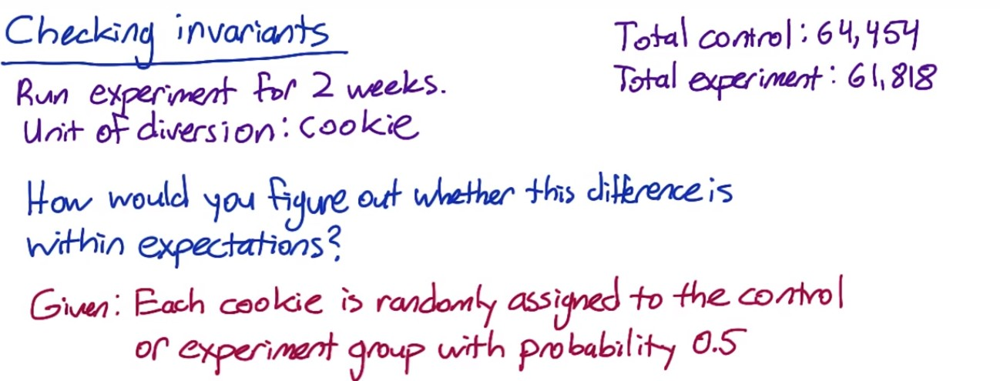 Checking invariants
Run experiment for 2 weeks.
Unit of diversion: cookie
Total control: 64,454
Total experiment: 61,818
How would you figure out whether this difference is
within expectations?
Given: Each cookie is randomly assigned to the control
or experiment group with probability 0.5